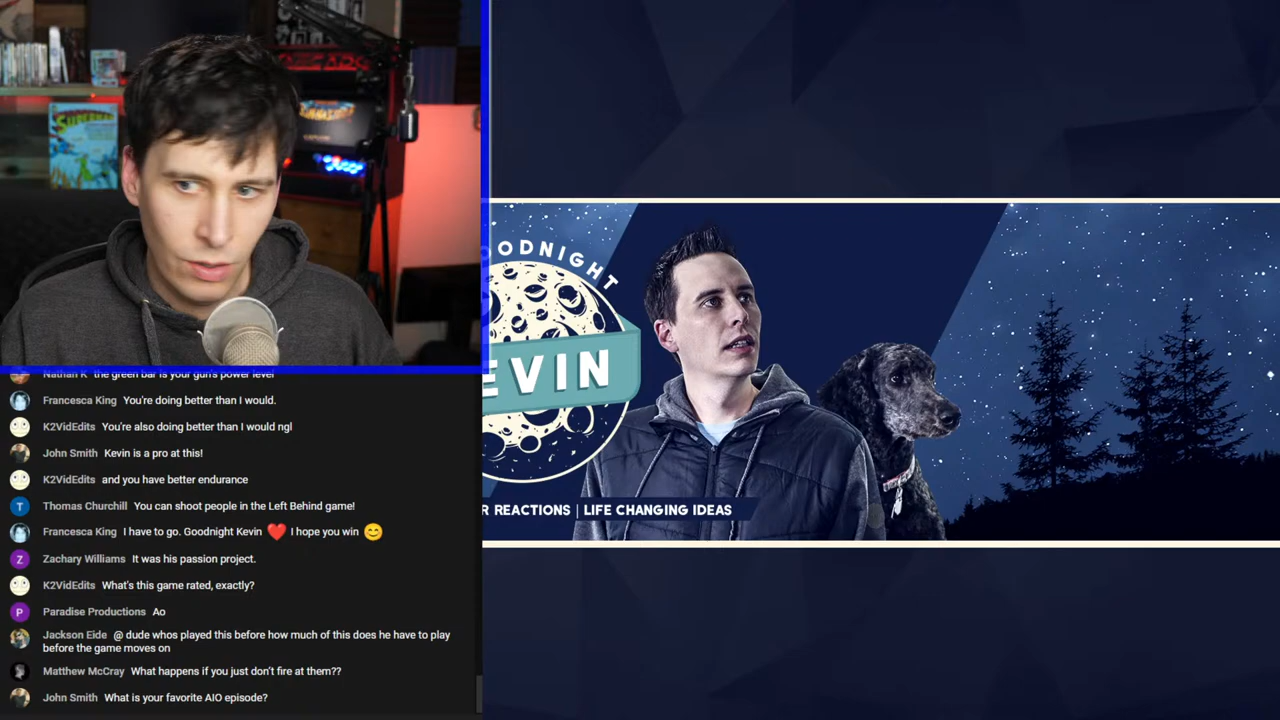 SUPERMAN
OODNIGHT
EVIN
R REACTIONS | LIFE CHANGING IDEAS
Nathan K the green bar is your gun's power level
Francesca King You're doing better than I would.
K2VidEdits You're also doing better than I would ngl
John Smith Kevin is a pro at this!
K2VidEdits and you have better endurance
T Thomas Churchill You can shoot people in the Left Behind game!
Francesca King I have to go. Goodnight Kevin ❤️ I hope you win 😊
Z Zachary Williams It was his passion project.
K2VidEdits What's this game rated, exactly?
P Paradise Productions Ao
Jackson Eide @ dude whos played this before how much of this does he have to play
before the game moves on
Matthew McCray What happens if you just don't fire at them??
John Smith What is your favorite AIO episode?